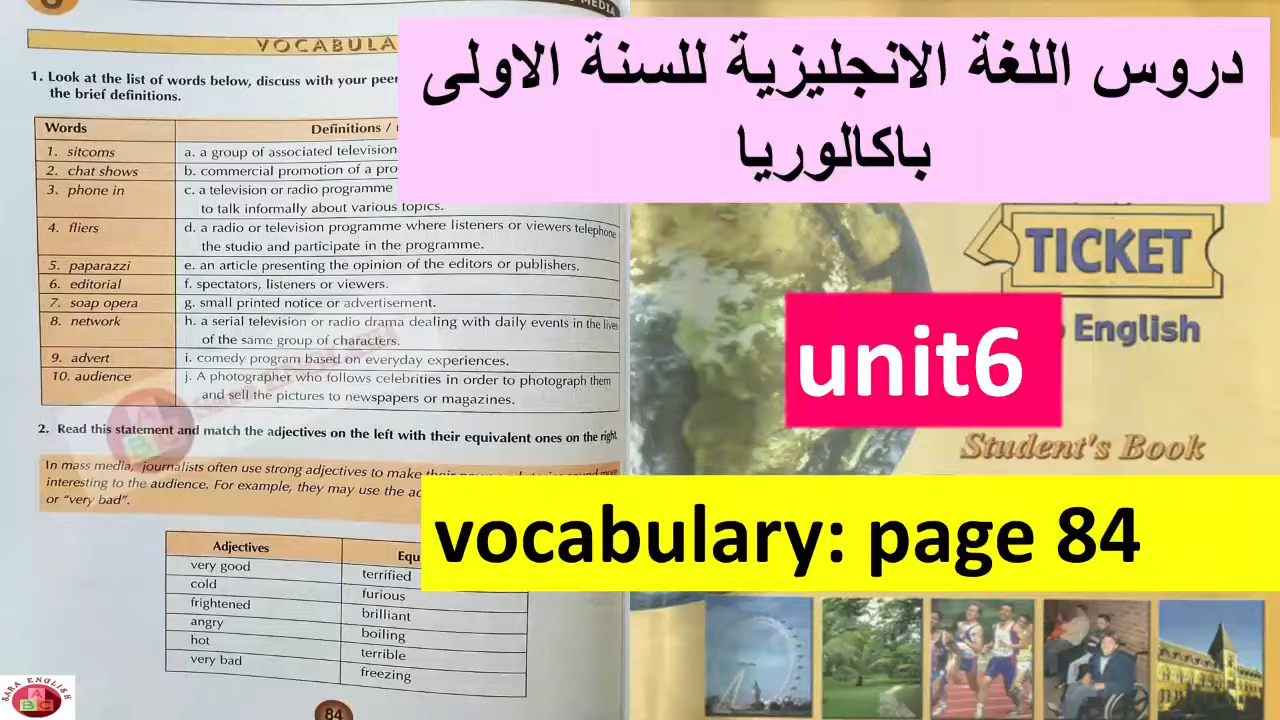 MEDIA
VOCABULA
1. Look at the list of words below, discuss with your peer
the brief definitions.
Words
Definitions /
1. sitcoms
a. a group of associated television
2. chat shows
b. commercial promotion of a pro
3. phone in
c. a television or radio programme
to talk informally about various topics.
4. fliers
d. a radio or television programme where listeners or viewers telephone
the studio and participate in the programme.
5. paparazzi
e. an article presenting the opinion of the editors or publishers.
6. editorial
f. spectators, listeners or viewers.
7. soap opera
g. small printed notice or advertisement.
8. network
h. a serial television or radio drama dealing with daily events in the lives
of the same group of characters.
9. advert
i. comedy program based on everyday experiences.
10. audience
j. A photographer who follows celebrities in order to photograph them
and sell the pictures to newspapers or magazines.
2. Read this statement and match the adjectives on the left with their equivalent ones on the right.
In mass media, journalists often use strong adjectives to make
interesting to the audience. For example, they may use the
or "very bad".
Adjectives
Equ
very good
terrified
cold
furious
frightened
brilliant
angry
boiling
hot
terrible
very bad
freezing
84
SARA ENGLISH
ABC
دروس اللغة الانجليزية للسنة الاولى
باكالوريا
TICKET
English
unit6
Student's Book
vocabulary: page 84